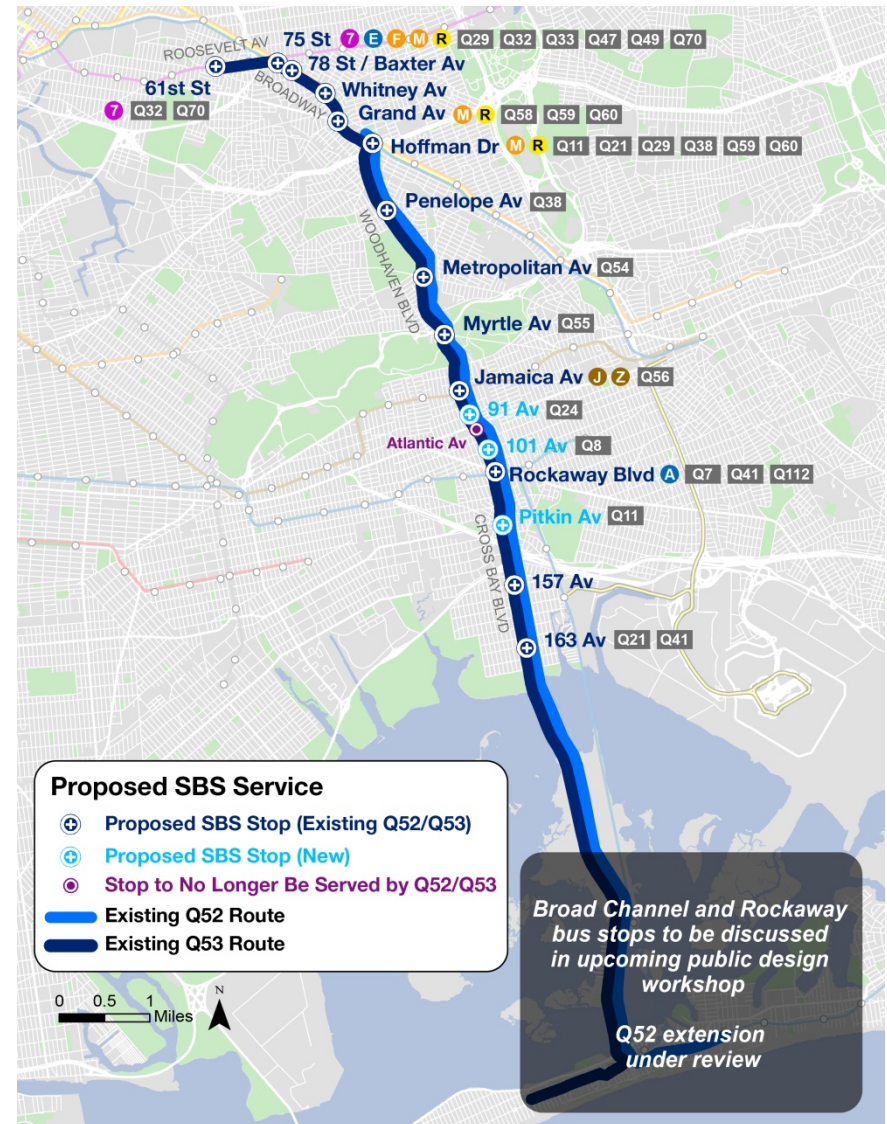 ROOSEVELT AV
75 St 7 E F M R Q29 Q32 Q33 Q47 Q49 Q70
78 St / Baxter Av
61st St
7 Q32 Q70
BROADWAY
Whitney Av
Grand Av M R Q58 Q59 Q60
Hoffman Dr M R Q11 Q21 Q29 Q38 Q59 Q60
Penelope Av Q38
WOODHAVEN BLVD
Metropolitan Av Q54
Myrtle Av Q55
Jamaica Av J Z Q56
91 Av Q24
Atlantic Av
101 Av Q8
Rockaway Blvd A Q7 Q41 Q112
Pitkin Av Q11
CROSS BAY BLVD
157 Av
163 Av Q21 Q41
Proposed SBS Service
Proposed SBS Stop (Existing Q52/Q53)
Proposed SBS Stop (New)
Stop to No Longer Be Served by Q52/Q53
Existing Q52 Route
Existing Q53 Route
0 0.5 1
Miles
N
Broad Channel and Rockaway
bus stops to be discussed
in upcoming public design
workshop
Q52 extension
under review